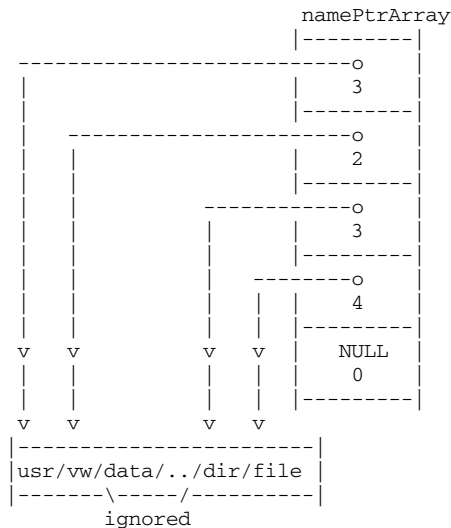 namePtrArray
3
2
3
4
v v v v NULL
0
v v v v
usr/vw/data/../dir/file
ignored